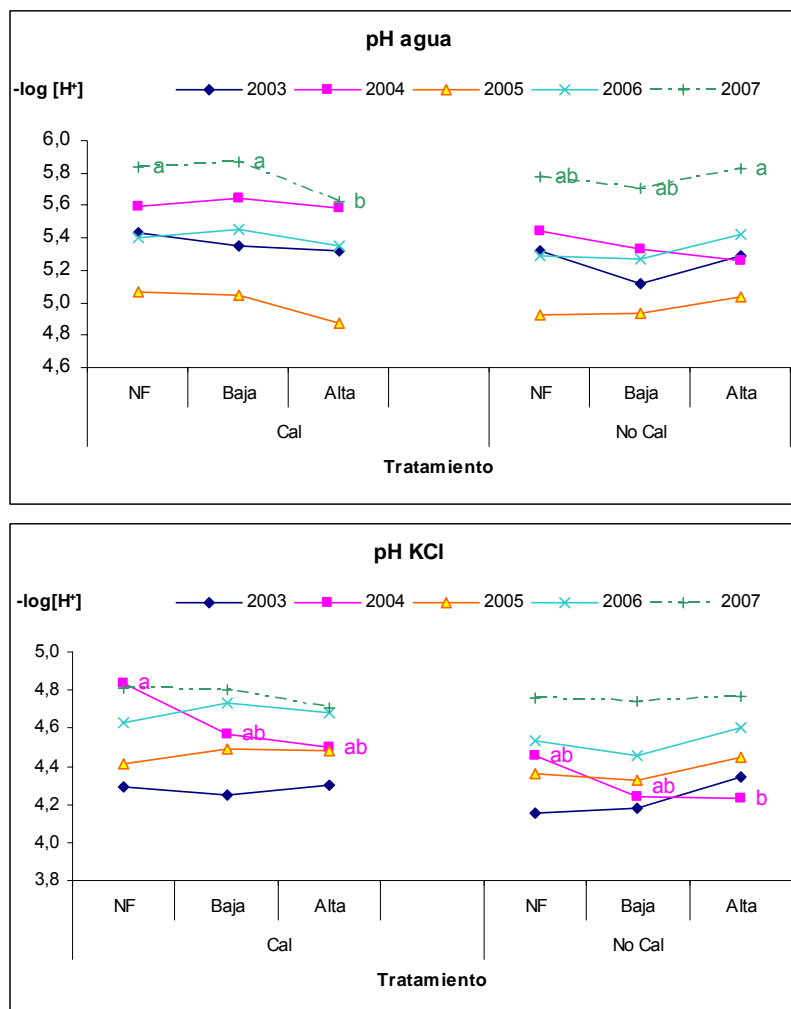 pH agua
-log [H⁺]
2003 2004 2005 2006 2007
6,0
5,8
5,6
5,4
5,2
5,0
4,8
4,6
a a b ab ab a
NF Baja Alta NF Baja Alta
Cal No Cal
Tratamiento
pH KCl
-log[H⁺]
2003 2004 2005 2006 2007
5,0
4,8
4,6
4,4
4,2
4,0
3,8
a ab ab ab ab b
NF Baja Alta NF Baja Alta
Cal No Cal
Tratamiento